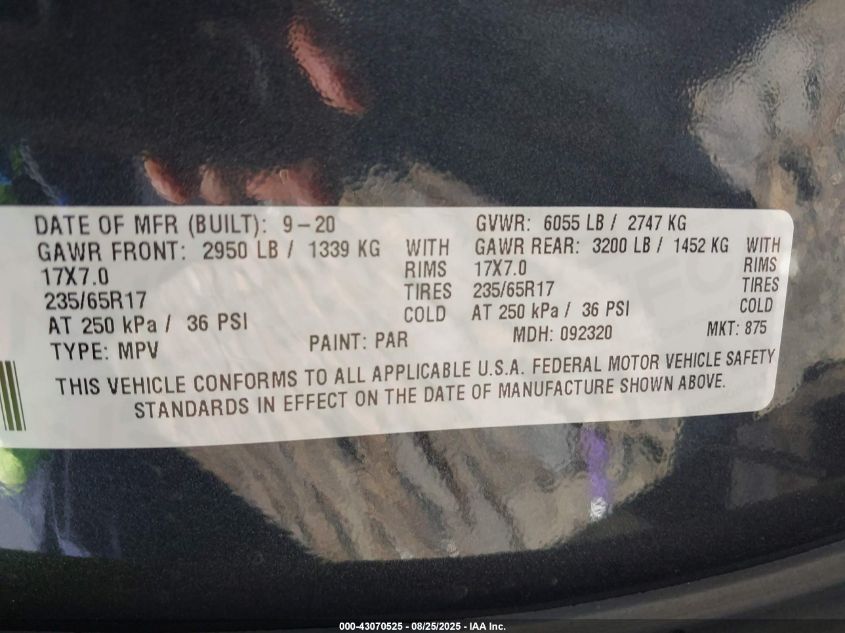 DATE OF MFR (BUILT): 9-20 GVWR: 6055 LB / 2747 KG
GAWR FRONT: 2950 LB / 1339 KG WITH GAWR REAR: 3200 LB / 1452 KG WITH
17X7.0 RIMS 17X7.0 RIMS
235/65R17 TIRES 235/65R17 TIRES
AT 250 kPa / 36 PSI COLD AT 250 kPa / 36 PSI COLD
TYPE: MPV PAINT: PAR MDH: 092320 MKT: 875
THIS VEHICLE CONFORMS TO ALL APPLICABLE U.S.A. FEDERAL MOTOR VEHICLE SAFETY
STANDARDS IN EFFECT ON THE DATE OF MANUFACTURE SHOWN ABOVE.
000-43070525 - 08/25/2025 - IAA Inc.